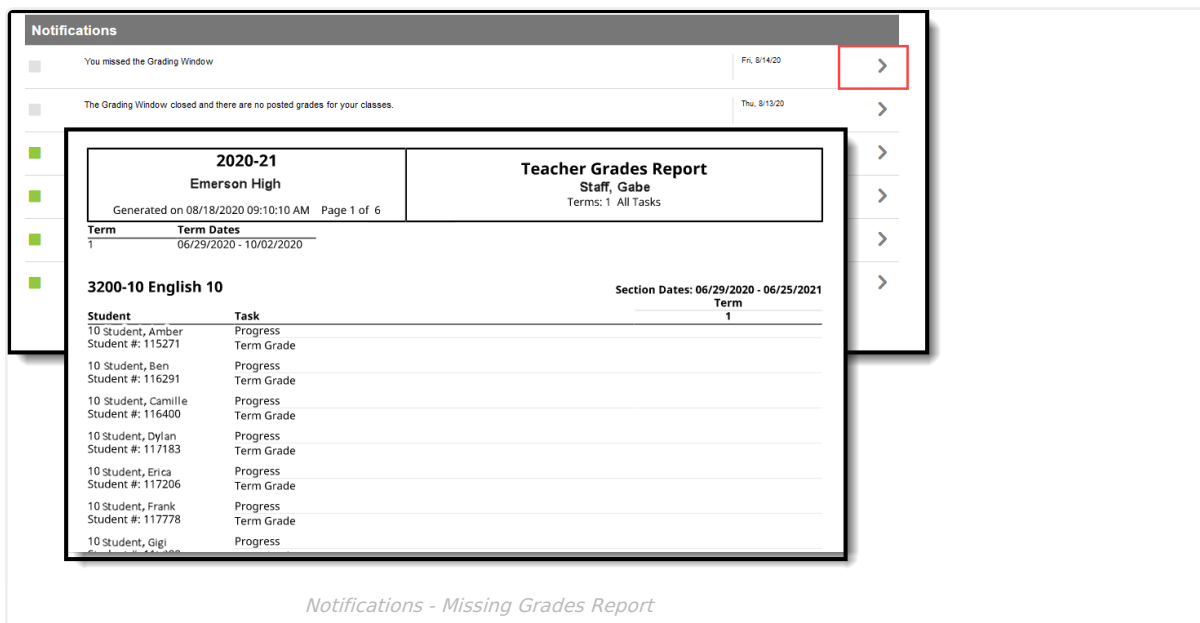 Notifications
You missed the Grading Window
Fri, 8/14/20
The Grading Window closed and there are no posted grades for your classes.
Thu, 8/13/20
2020-21
Emerson High
Generated on 08/18/2020 09:10:10 AM Page 1 of 6
Teacher Grades Report
Staff, Gabe
Terms: 1 All Tasks
Term Term Dates
1 06/29/2020 - 10/02/2020
3200-10 English 10
Section Dates: 06/29/2020 - 06/25/2021
Term
Student Task 1
10 Student, Amber Progress
Student #: 115271 Term Grade
10 Student, Ben Progress
Student #: 116291 Term Grade
10 Student, Camille Progress
Student #: 116400 Term Grade
10 Student, Dylan Progress
Student #: 117183 Term Grade
10 Student, Erica Progress
Student #: 117206 Term Grade
10 Student, Frank Progress
Student #: 117778 Term Grade
10 Student, Gigi Progress
Notifications - Missing Grades Report